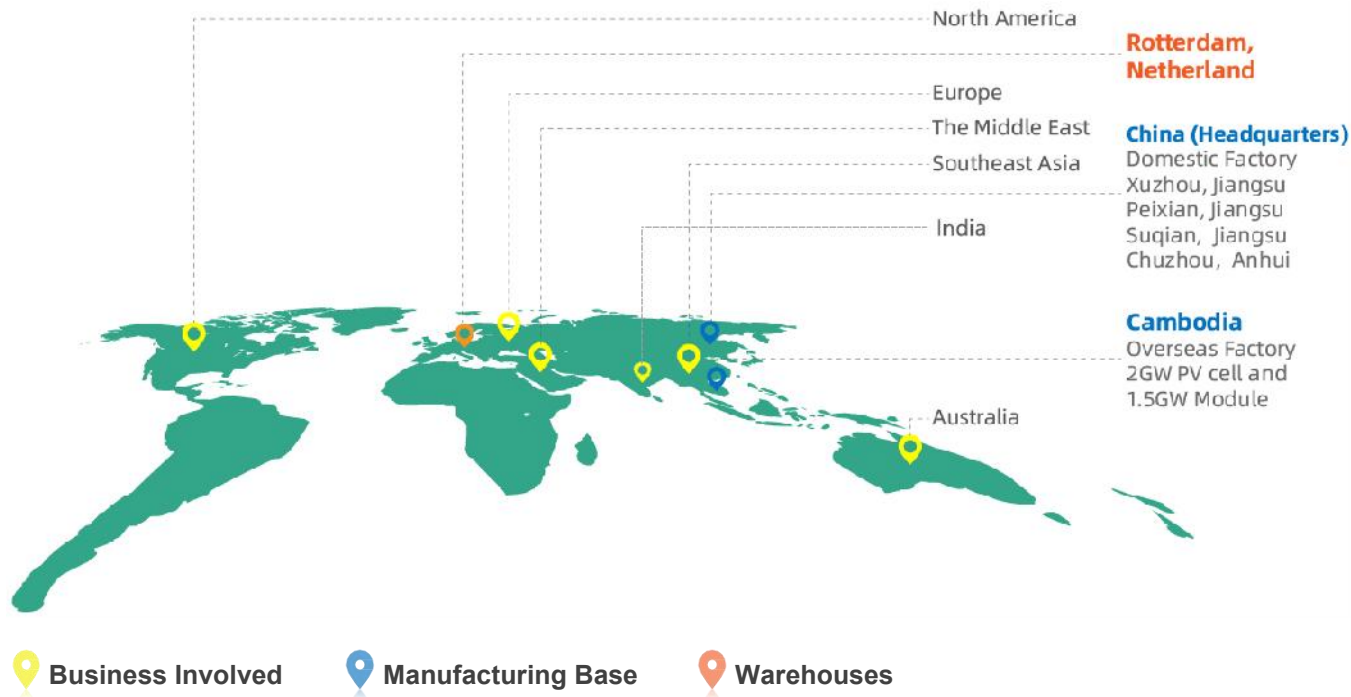 North America
Rotterdam,
Netherland
Europe
The Middle East
Southeast Asia
India
Australia
China (Headquarters)
Domestic Factory
Xuzhou, Jiangsu
Peixian, Jiangsu
Suqian, Jiangsu
Chuzhou, Anhui
Cambodia
Overseas Factory
2GW PV cell and
1.5GW Module
Business Involved
Manufacturing Base
Warehouses